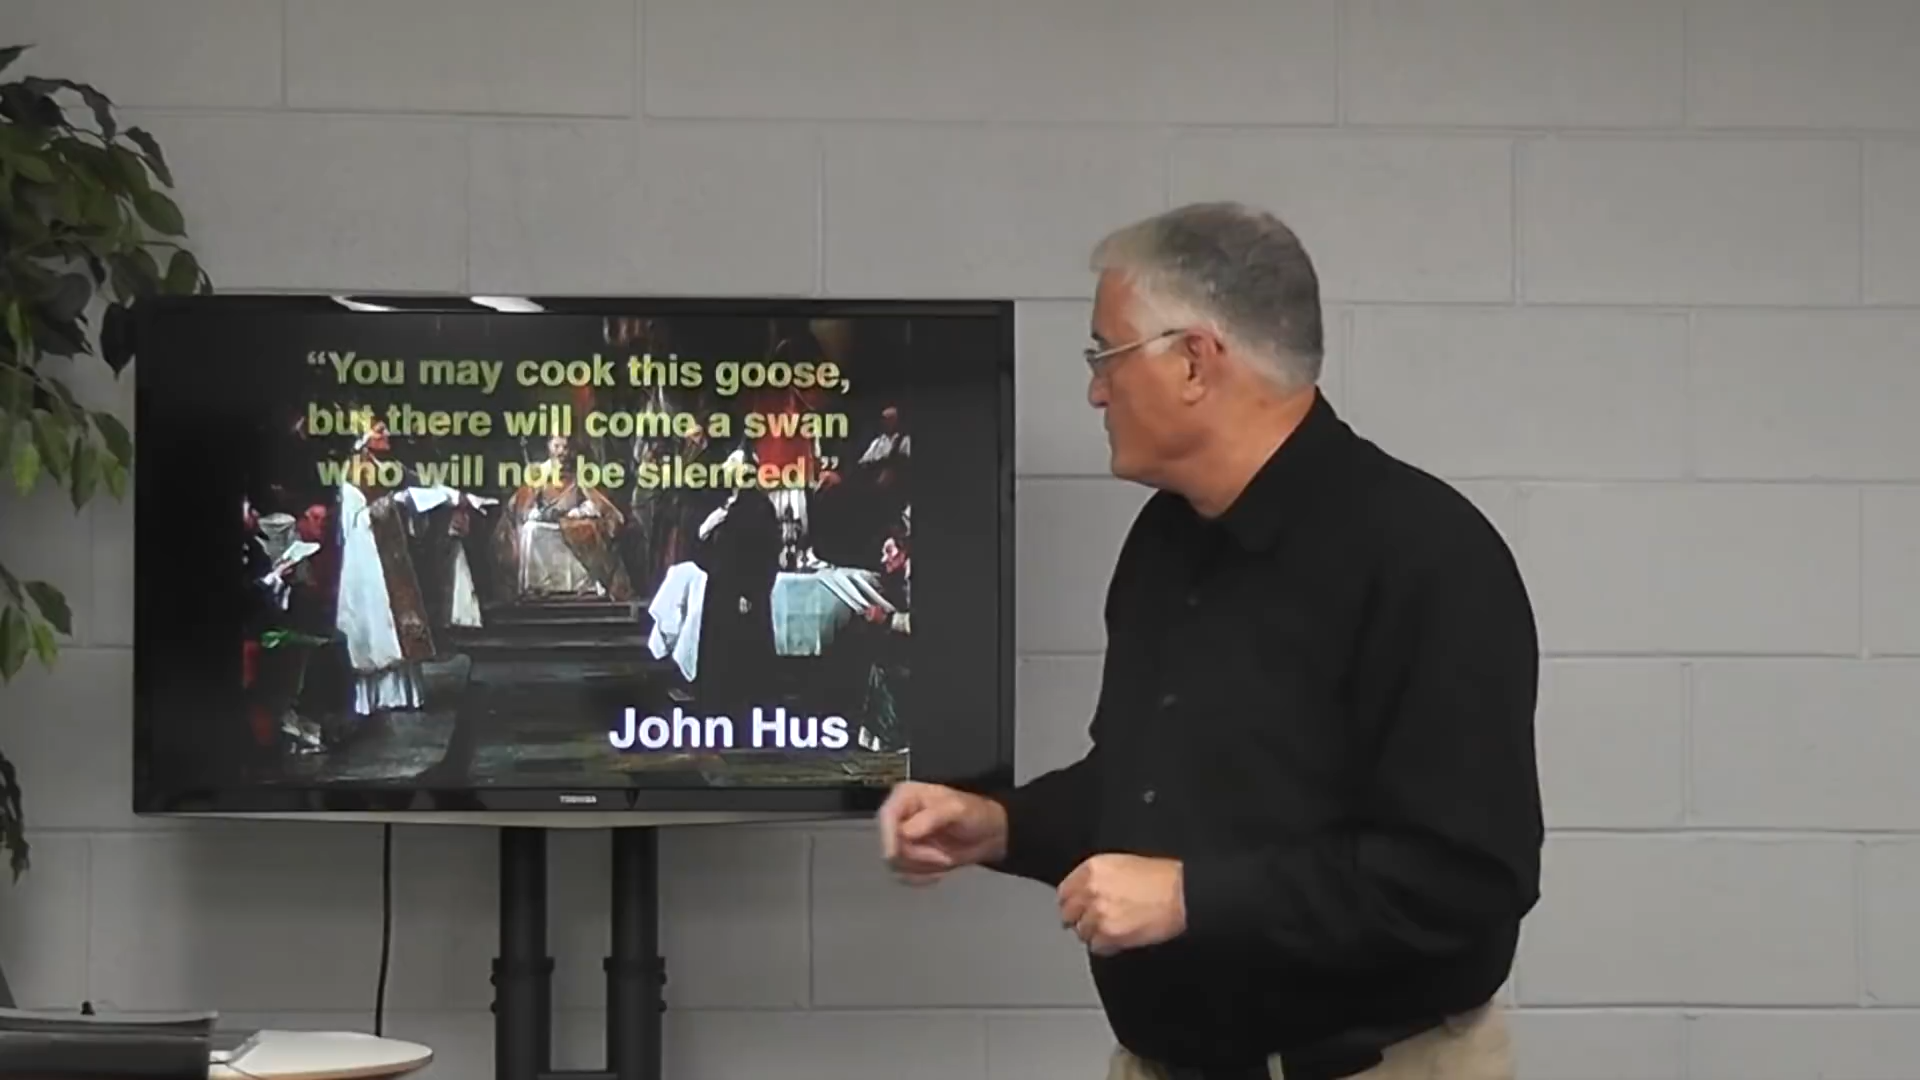 “You may cook this goose,
but there will come a swan
who will not be silenced.”
John Hus
TOSHIBA